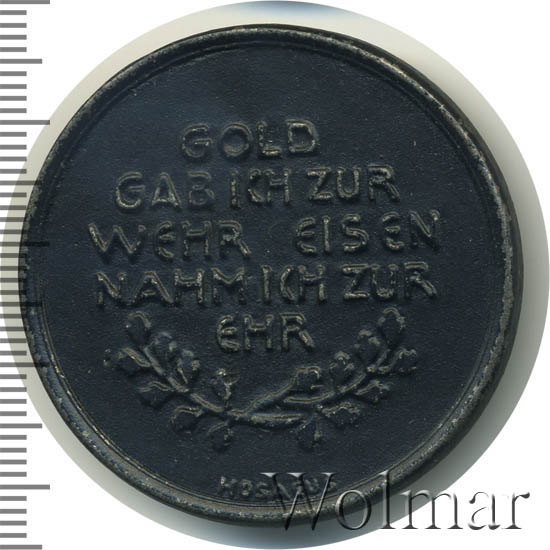 GOLD
GAB ICH ZUR
WEHR EISEN
NAHM ICH ZUR
EHR
Wolmar